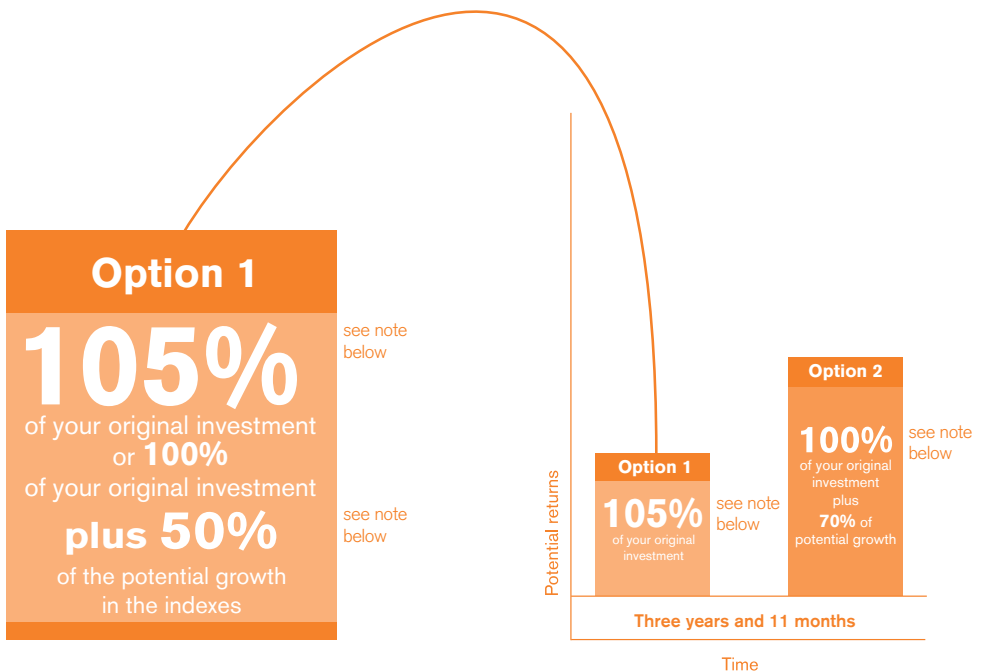 Option 1
105%
see note
below
of your original investment
or 100%
of your original investment
plus 50%
see note
below
of the potential growth
in the indexes
Potential returns
Option 1
105%
of your original
investment
see note
below
Option 2
100%
of your original
investment
plus
70% of
potential growth
see note
below
Three years and 11 months
Time